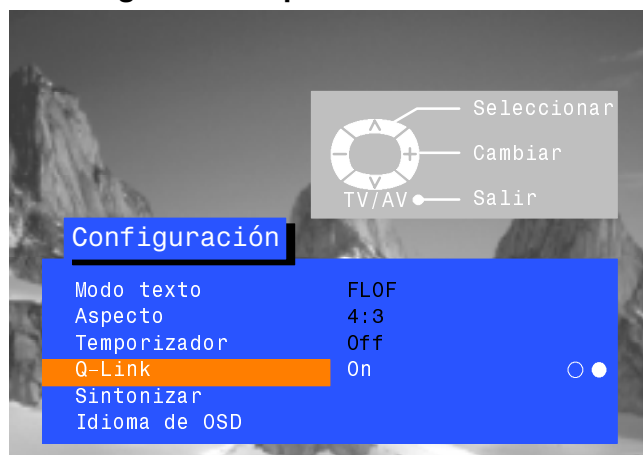 Seleccionar
Cambiar
TV/AV Salir
Configuración
Modo texto FLOF
Aspecto 4:3
Temporizador Off
Q-Link On
Sintonizar
Idioma de OSD